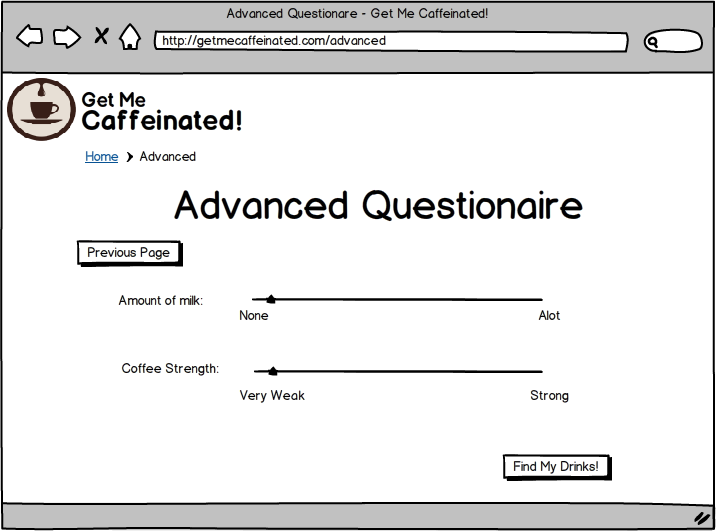 Advanced Questionare - Get Me Caffeinated!
http://getmecaffeinated.com/advanced
Get Me
Caffeinated!
Home > Advanced
Advanced Questionaire
Previous Page
Amount of milk:
None Alot
Coffee Strength:
Very Weak Strong
Find My Drinks!